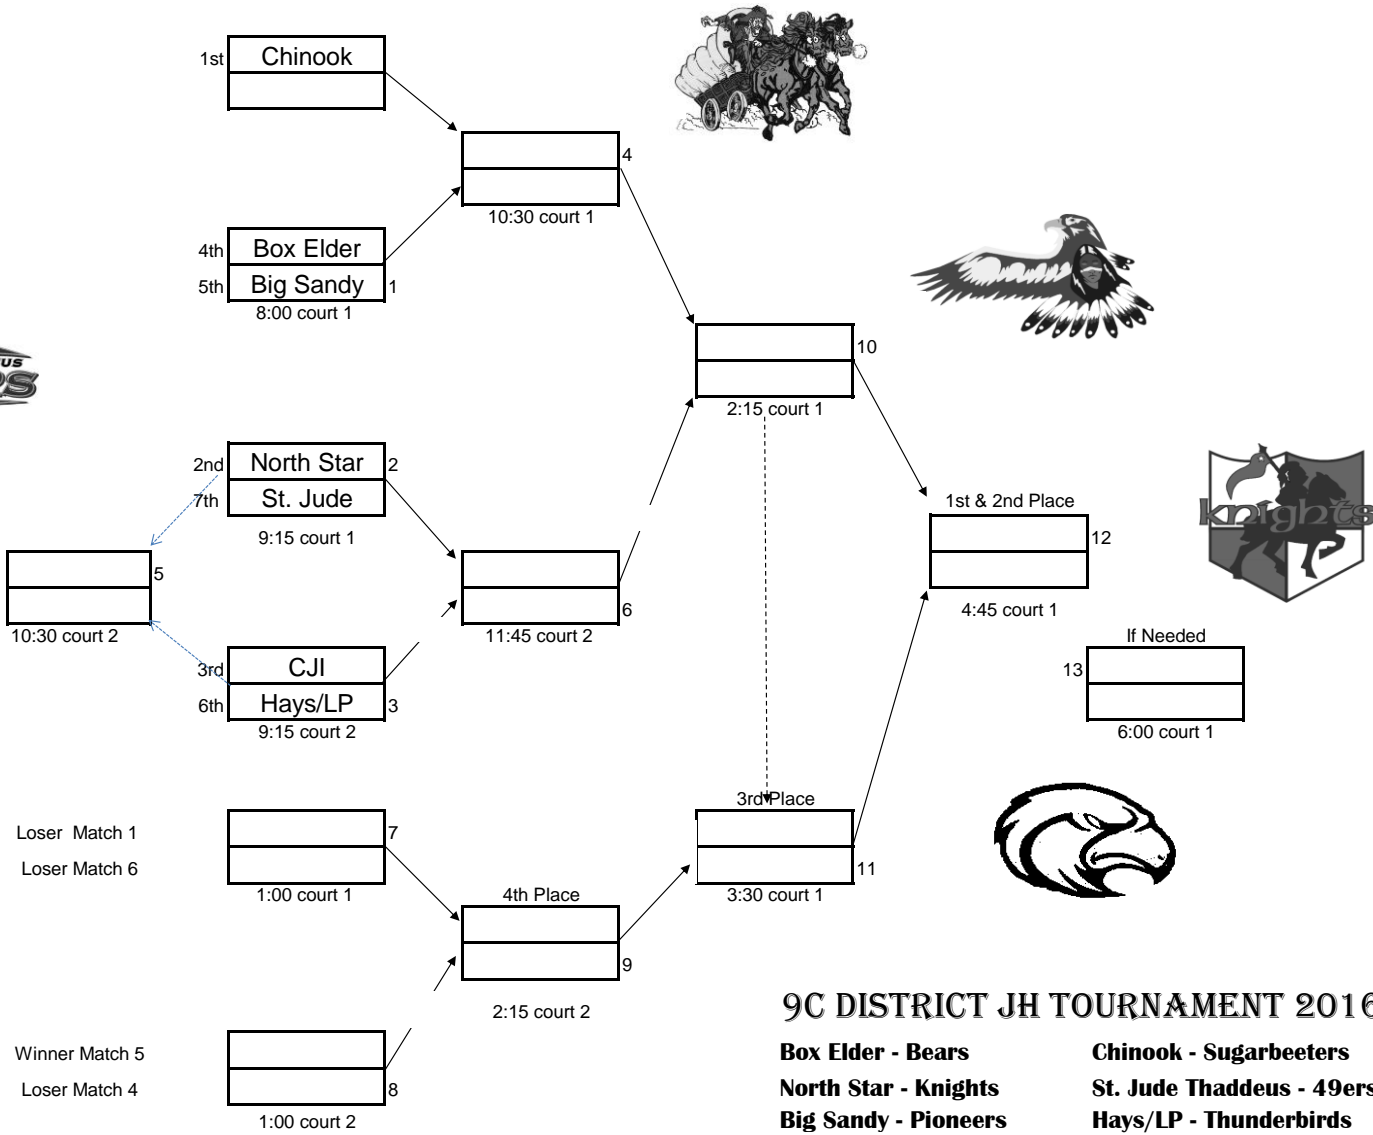 1st Chinook
4
10:30 court 1
4th Box Elder
5th Big Sandy 1
8:00 court 1
10
2:15 court 1
US
RS
2nd North Star 2
7th St. Jude
9:15 court 1
knights
1st & 2nd Place
12
4:45 court 1
5
10:30 court 2
6
11:45 court 2
If Needed
13
6:00 court 1
3rd CJI
6th Hays/LP 3
9:15 court 2
3rd Place
11
3:30 court 1
Loser Match 1 7
Loser Match 6
1:00 court 1
4th Place
9
2:15 court 2
Winner Match 5
Loser Match 4 8
1:00 court 2
9C DISTRICT JH TOURNAMENT 2016
Box Elder - Bears Chinook - Sugarbeeters
North Star - Knights St. Jude Thaddeus - 49ers
Big Sandy - Pioneers Hays/LP - Thunderbirds